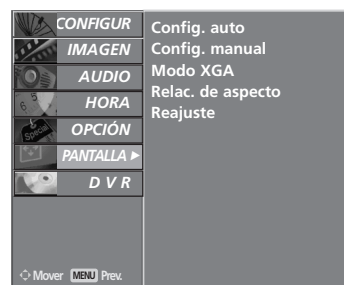 CONFIGUR
IMAGEN
AUDIO
HORA
Special
OPCIÓN
PANTALLA ►
D V R
Config. auto
Config. manual
Modo XGA
Relac. de aspecto
Reajuste
Mover MENU Prev.